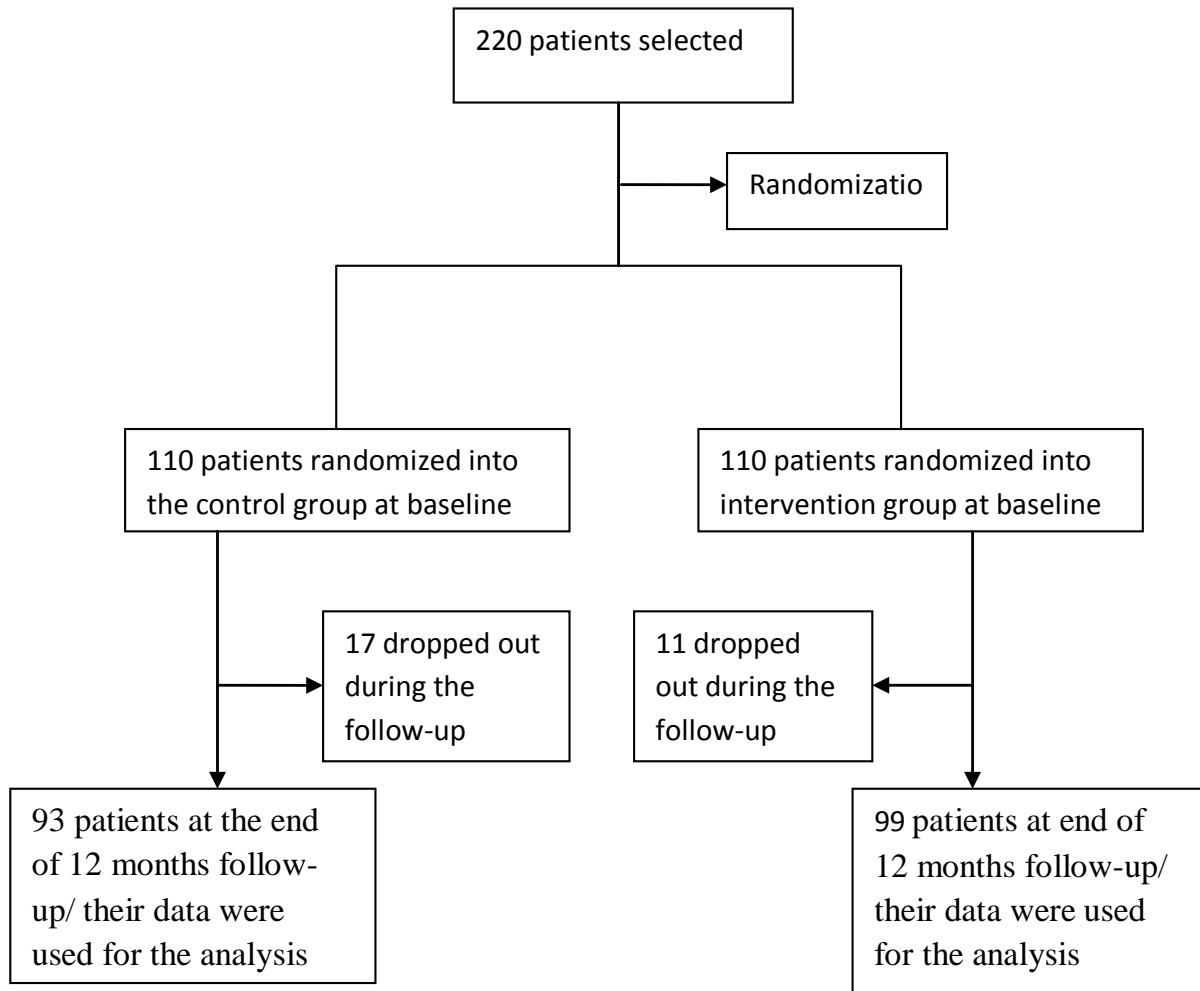 220 patients selected
Randomizatio
110 patients randomized into
the control group at baseline
110 patients randomized into
intervention group at baseline
17 dropped out
during the
follow-up
11 dropped
out during the
follow-up
93 patients at the end
of 12 months follow-
up/ their data were
used for the analysis
99 patients at end of
12 months follow-up/
their data were used
for the analysis